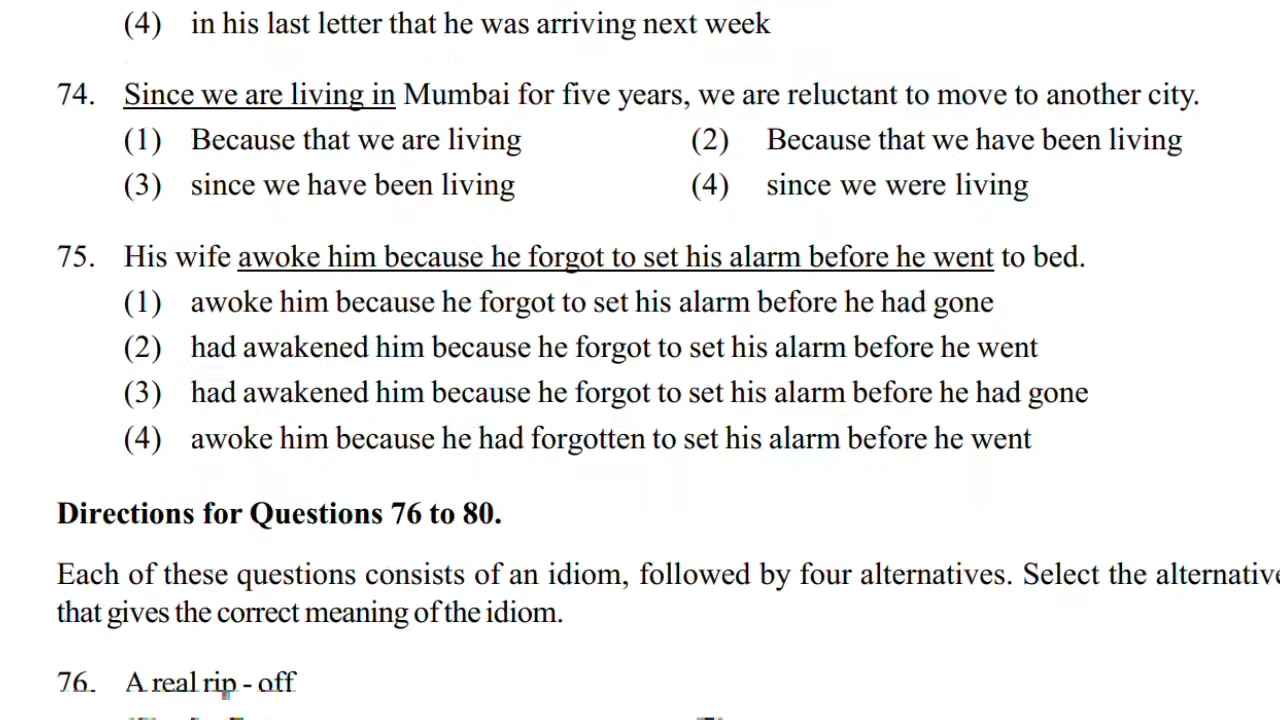 (4) in his last letter that he was arriving next week
74. Since we are living in Mumbai for five years, we are reluctant to move to another city.
(1) Because that we are living (2) Because that we have been living
(3) since we have been living (4) since we were living
75. His wife awoke him because he forgot to set his alarm before he went to bed.
(1) awoke him because he forgot to set his alarm before he had gone
(2) had awakened him because he forgot to set his alarm before he went
(3) had awakened him because he forgot to set his alarm before he had gone
(4) awoke him because he had forgotten to set his alarm before he went
Directions for Questions 76 to 80.
Each of these questions consists of an idiom, followed by four alternatives. Select the alternative
that gives the correct meaning of the idiom.
76. A real rip - off